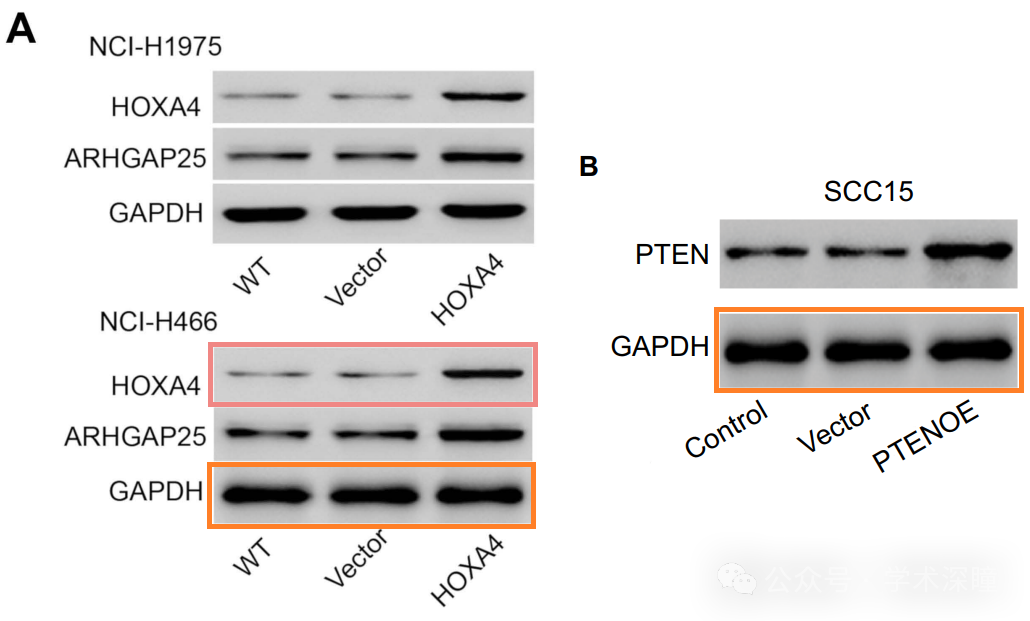 A
NCI-H1975
HOXA4
ARHGAP25
GAPDH
WT
Vector
HOXA4
NCI-H466
HOXA4
ARHGAP25
GAPDH
WT
Vector
HOXA4
B
SCC15
PTEN
GAPDH
Control
Vector
PTENOE
公众号 · 学术深